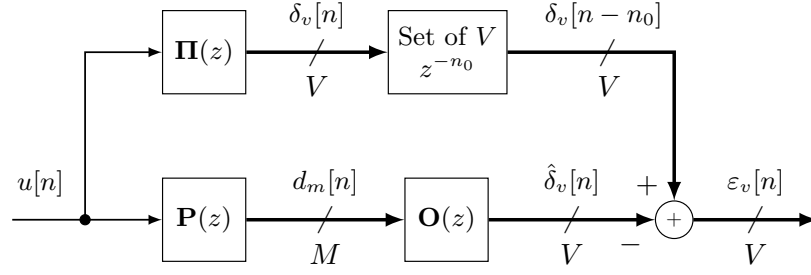 δ_v[n]
δ_v[n − n_0]
Π(z)
Set of V
z^{−n_0}
V
V
u[n]
d_m[n]
δ̂_v[n]
+
ε_v[n]
P(z)
O(z)
+
−
M
V
V